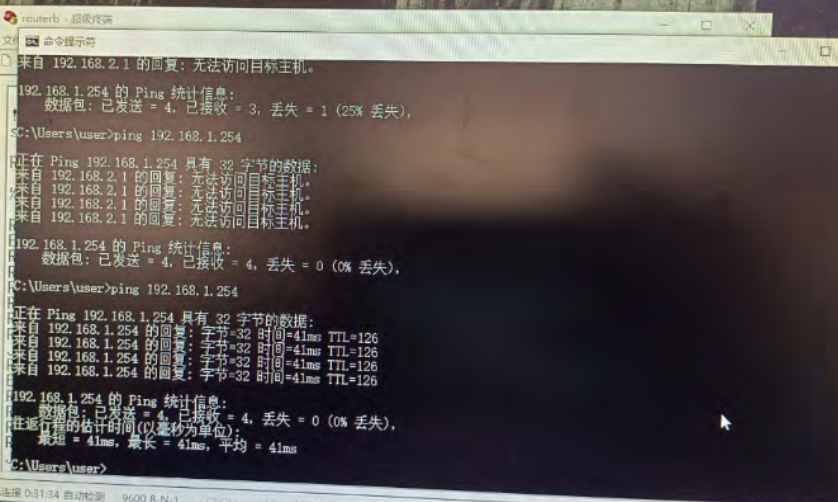 routerb - 超级终端
命令提示符
来自 192.168.2.1 的回复: 无法访问目标主机。
192.168.1.254 的 Ping 统计信息:
数据包: 已发送 = 4, 已接收 = 3, 丢失 = 1 (25% 丢失),
C:\Users\user>ping 192.168.1.254
正在 Ping 192.168.1.254 具有 32 字节的数据:
来自 192.168.2.1 的回复: 无法访问目标主机。
来自 192.168.2.1 的回复: 无法访问目标主机。
来自 192.168.2.1 的回复: 无法访问目标主机。
来自 192.168.2.1 的回复: 无法访问目标主机。
192.168.1.254 的 Ping 统计信息:
数据包: 已发送 = 4, 已接收 = 4, 丢失 = 0 (0% 丢失),
C:\Users\user>ping 192.168.1.254
正在 Ping 192.168.1.254 具有 32 字节的数据:
来自 192.168.1.254 的回复: 字节=32 时间=41ms TTL=126
来自 192.168.1.254 的回复: 字节=32 时间=41ms TTL=126
来自 192.168.1.254 的回复: 字节=32 时间=41ms TTL=126
来自 192.168.1.254 的回复: 字节=32 时间=41ms TTL=126
192.168.1.254 的 Ping 统计信息:
数据包: 已发送 = 4, 已接收 = 4, 丢失 = 0 (0% 丢失),
往返行程的估计时间(以毫秒为单位):
最短 = 41ms, 最长 = 41ms, 平均 = 41ms
C:\Users\user>
连接 0:31:34 自动检测 9600 8-N-1